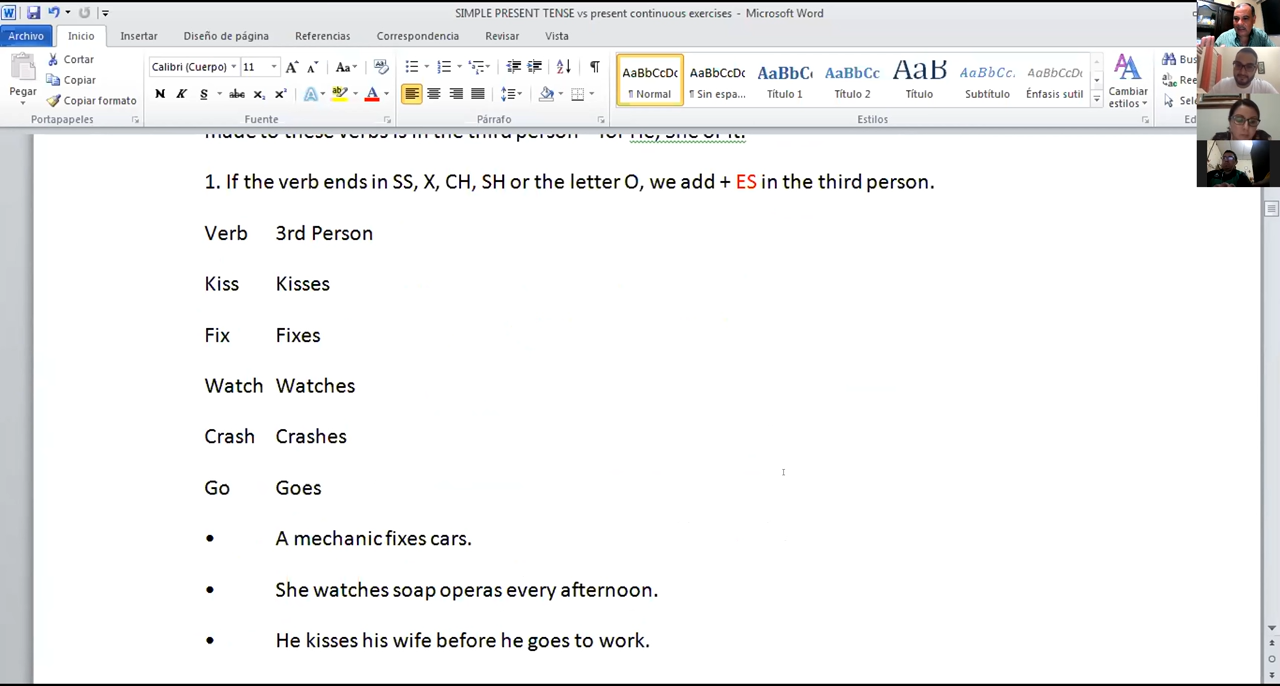 SIMPLE PRESENT TENSE vs present continuous exercises - Microsoft Word
Archivo Inicio Insertar Diseño de página Referencias Correspondencia Revisar Vista
Cortar
Copiar
Copiar formato
Pegar
Portapapeles
Calibri (Cuerpo) 11
Fuente
Párrafo
AaBbCcDc AaBbCcDc AaBbC AaBbCc AaB AaBbCc. AaBbCcDc
¶ Normal ¶ Sin espa... Título 1 Título 2 Título Subtítulo Énfasis sutil
Estilos
Cambiar estilos
made to these verbs is in the third person – for He, She or It.
1. If the verb ends in SS, X, CH, SH or the letter O, we add + ES in the third person.
Verb 3rd Person
Kiss Kisses
Fix Fixes
Watch Watches
Crash Crashes
Go Goes
• A mechanic fixes cars.
• She watches soap operas every afternoon.
• He kisses his wife before he goes to work.